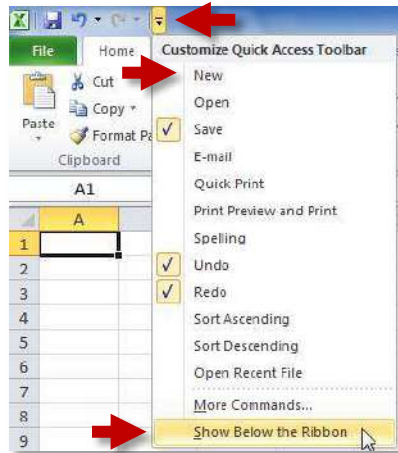 File Home Customize Quick Access Toolbar
Cut New
Copy Open
Paste Format Pa Save
Clipboard E-mail
A1 Quick Print
Print Preview and Print
A Spelling
1
2 Undo
3 Redo
4 Sort Ascending
5 Sort Descending
6 Open Recent File
7
8 More Commands...
9 Show Below the Ribbon